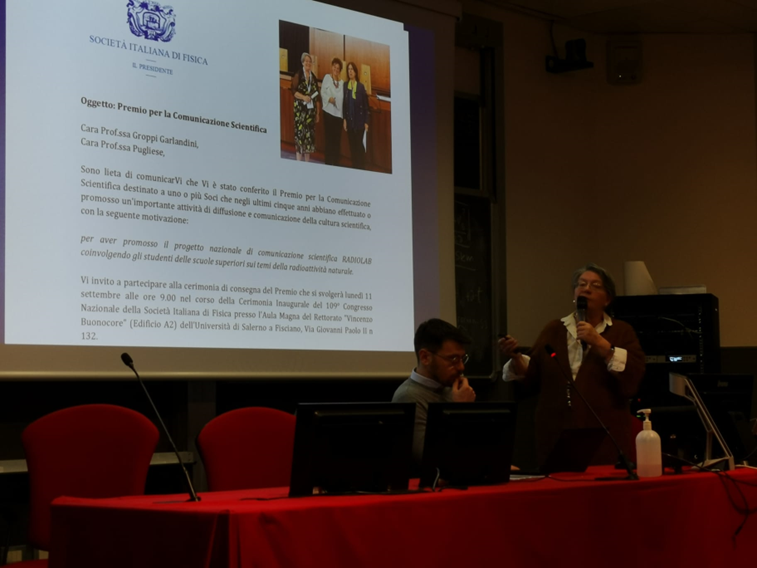 SOCIETÀ ITALIANA DI FISICA
IL PRESIDENTE
Oggetto: Premio per la Comunicazione Scientifica
Cara Prof.ssa Groppi Garlandini,
Cara Prof.ssa Pugliese,
Sono lieta di comunicarVi che Vi è stato conferito il Premio per la Comunicazione
Scientifica destinato a uno o più Soci che negli ultimi cinque anni abbiano effettuato o
promosso un'importante attività di diffusione e comunicazione della cultura scientifica,
con la seguente motivazione:
per aver promosso il progetto nazionale di comunicazione scientifica RADIOLAB
coinvolgendo gli studenti delle scuole superiori sui temi della radioattività naturale.
Vi invito a partecipare alla cerimonia di consegna del Premio che si svolgerà lunedì 11
settembre alle ore 9.00 nel corso della Cerimonia Inaugurale del 109° Congresso
Nazionale della Società Italiana di Fisica presso l'Aula Magna del Rettorato "Vincenzo
Buonocore" (Edificio A2) dell'Università di Salerno a Fisciano, Via Giovanni Paolo II n
132.